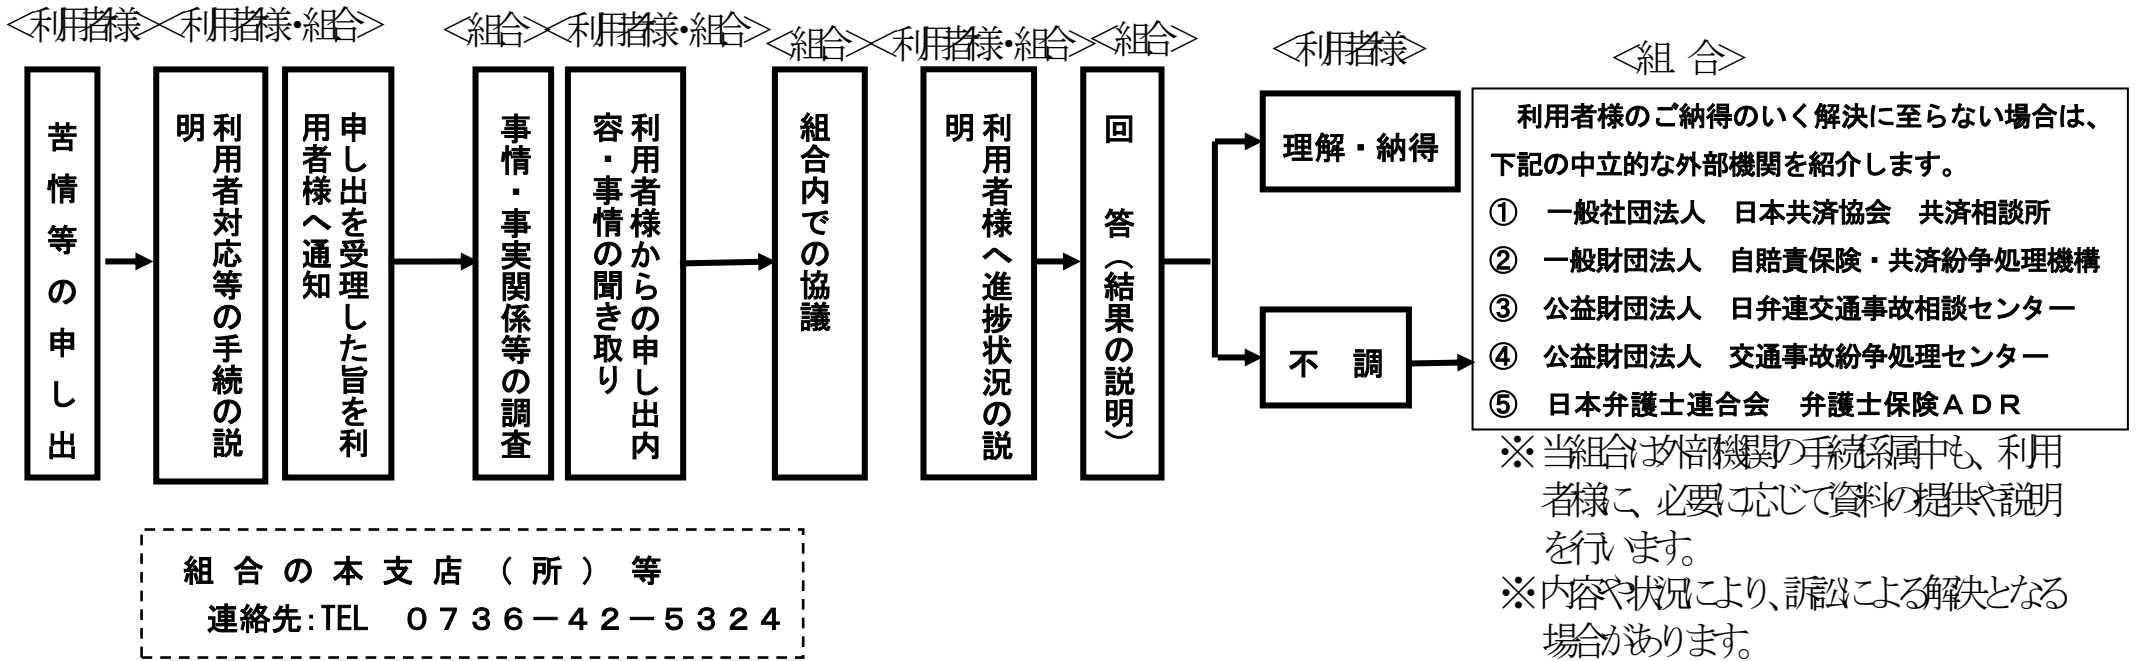 <利用者様><利用者様・組合>
<組合><利用者様・組合>
<組合><利用者様・組合>
<組合>
<利用者様>
<組 合>
苦情等の申し出
利用者対応等の手続の説
明
申し出を受理した旨を利
用者様へ通知
事情・事実関係等の調査
利用者様からの申し出内
容・事情の聞き取り
組合内での協議
利用者様へ進捗状況の説
明
回 答(結果の説明)
理解・納得
不 調
利用者様のご納得のいく解決に至らない場合は、
下記の中立的な外部機関を紹介します。
① 一般社団法人 日本共済協会 共済相談所
② 一般財団法人 自賠責保険・共済紛争処理機構
③ 公益財団法人 日弁連交通事故相談センター
④ 公益財団法人 交通事故紛争処理センター
⑤ 日本弁護士連合会 弁護士保険ADR
※当組合は外部機関の手続係属中も、利用
者様に、必要に応じて資料の提供や説明
を行います。
※内容や状況により、訴訟による解決となる
場合があります。
組合の本支店(所)等
連絡先:TEL 0736-42-5324